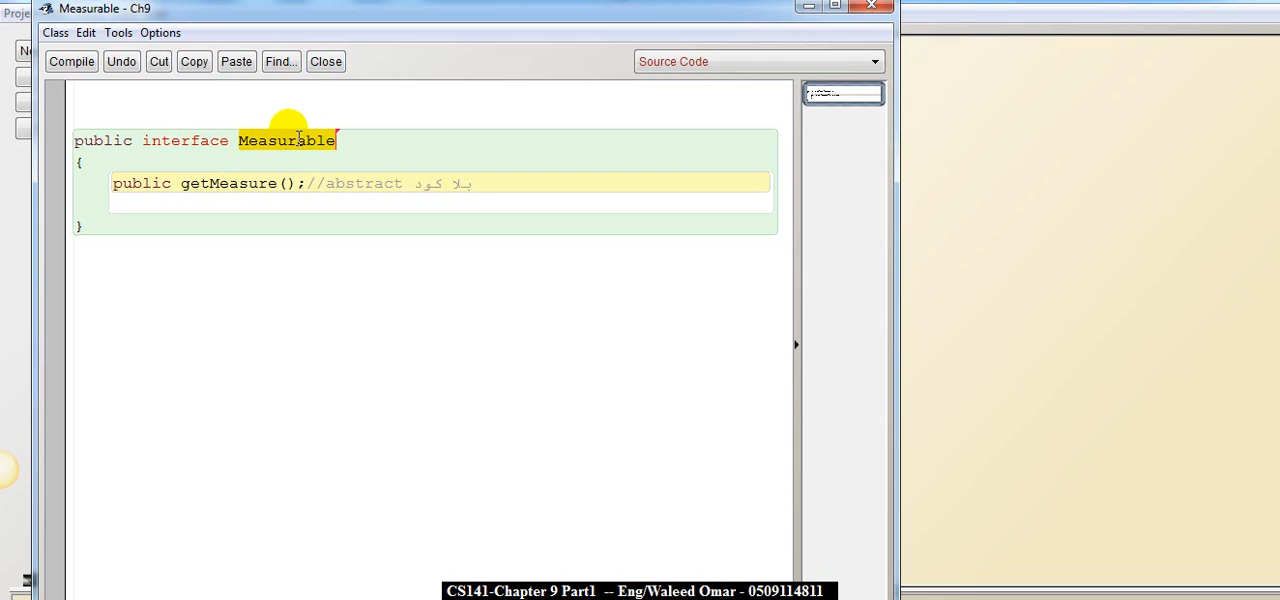 Measurable - Ch9
Class Edit Tools Options
Compile Undo Cut Copy Paste Find... Close Source Code
public interface Measurable
{
public getMeasure();//abstract بلا كود
}
CS141-Chapter 9 Part1 -- Eng/Waleed Omar - 0509114811